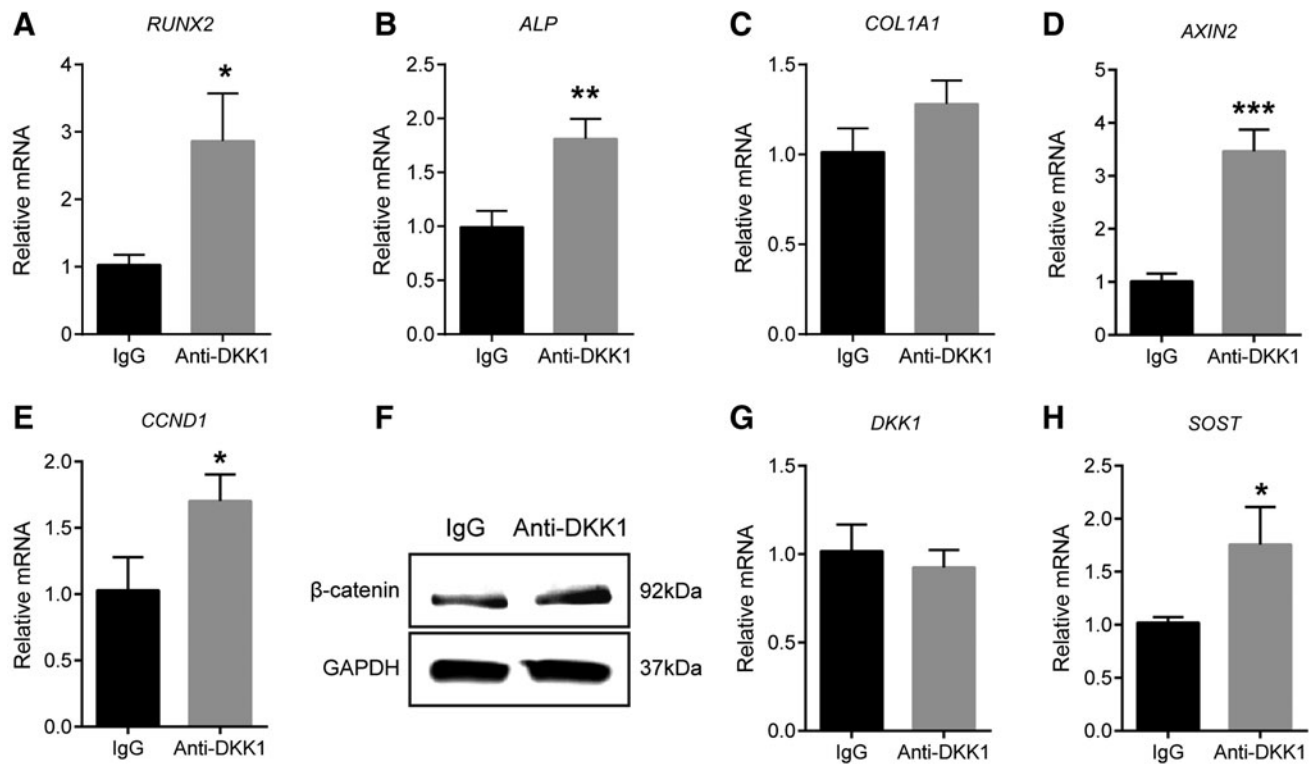 A
RUNX2
Relative mRNA
4
3
2
1
0
*
IgG Anti-DKK1
B
ALP
Relative mRNA
2.5
2.0
1.5
1.0
0.5
0.0
**
IgG Anti-DKK1
C
COL1A1
Relative mRNA
1.5
1.0
0.5
0.0
IgG Anti-DKK1
D
AXIN2
Relative mRNA
5
4
3
2
1
0
***
IgG Anti-DKK1
E
CCND1
Relative mRNA
2.0
1.5
1.0
0.5
0.0
*
IgG Anti-DKK1
F
IgG Anti-DKK1
β-catenin 92kDa
GAPDH 37kDa
G
DKK1
Relative mRNA
1.5
1.0
0.5
0.0
IgG Anti-DKK1
H
SOST
Relative mRNA
2.5
2.0
1.5
1.0
0.5
0.0
*
IgG Anti-DKK1